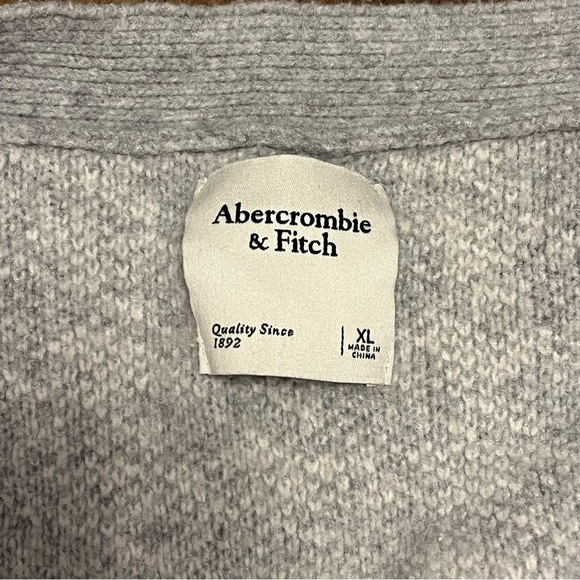 Abercrombie
& Fitch
Quality Since
1892
XL
MADE IN
CHINA